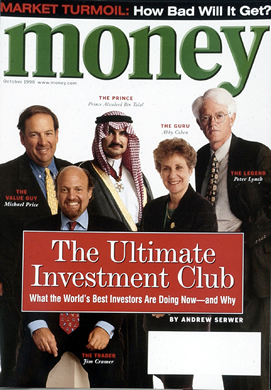 MARKET TURMOIL: How Bad Will It Get?
money
October 1998 www.money.com
THE PRINCE
Prince Alwaleed Bin Talal
THE GURU
Abby Cohen
THE LEGEND
Peter Lynch
THE VALUE GUY
Michael Price
The Ultimate
Investment Club
What the World's Best Investors Are Doing Now—and Why
BY ANDREW SERWER
THE TRADER
Jim Cramer